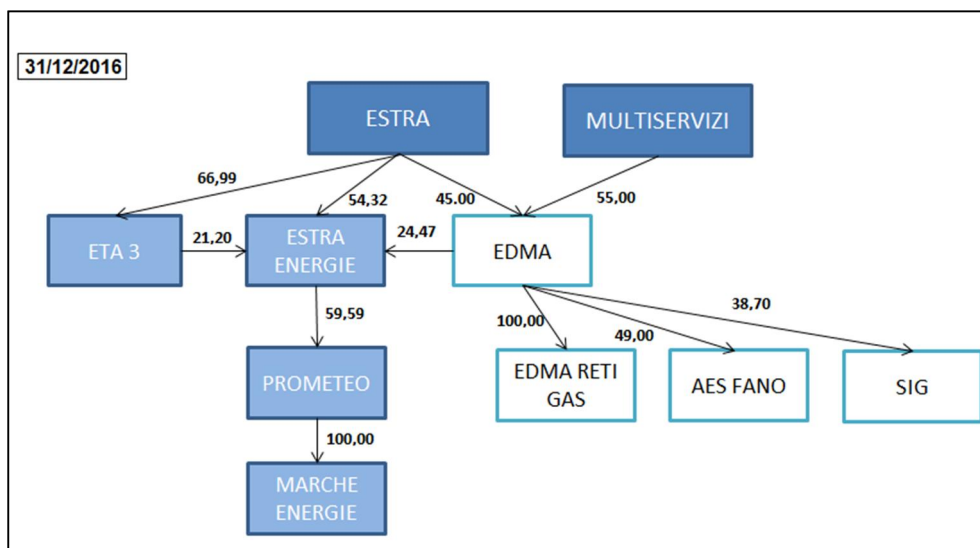 31/12/2016
ESTRA
MULTISERVIZI
66,99
54,32
45.00
55,00
ETA 3
21,20
ESTRA
ENERGIE
24,47
EDMA
59,59
100,00
49,00
38,70
PROMETEO
EDMA RETI
GAS
AES FANO
SIG
100,00
MARCHE
ENERGIE